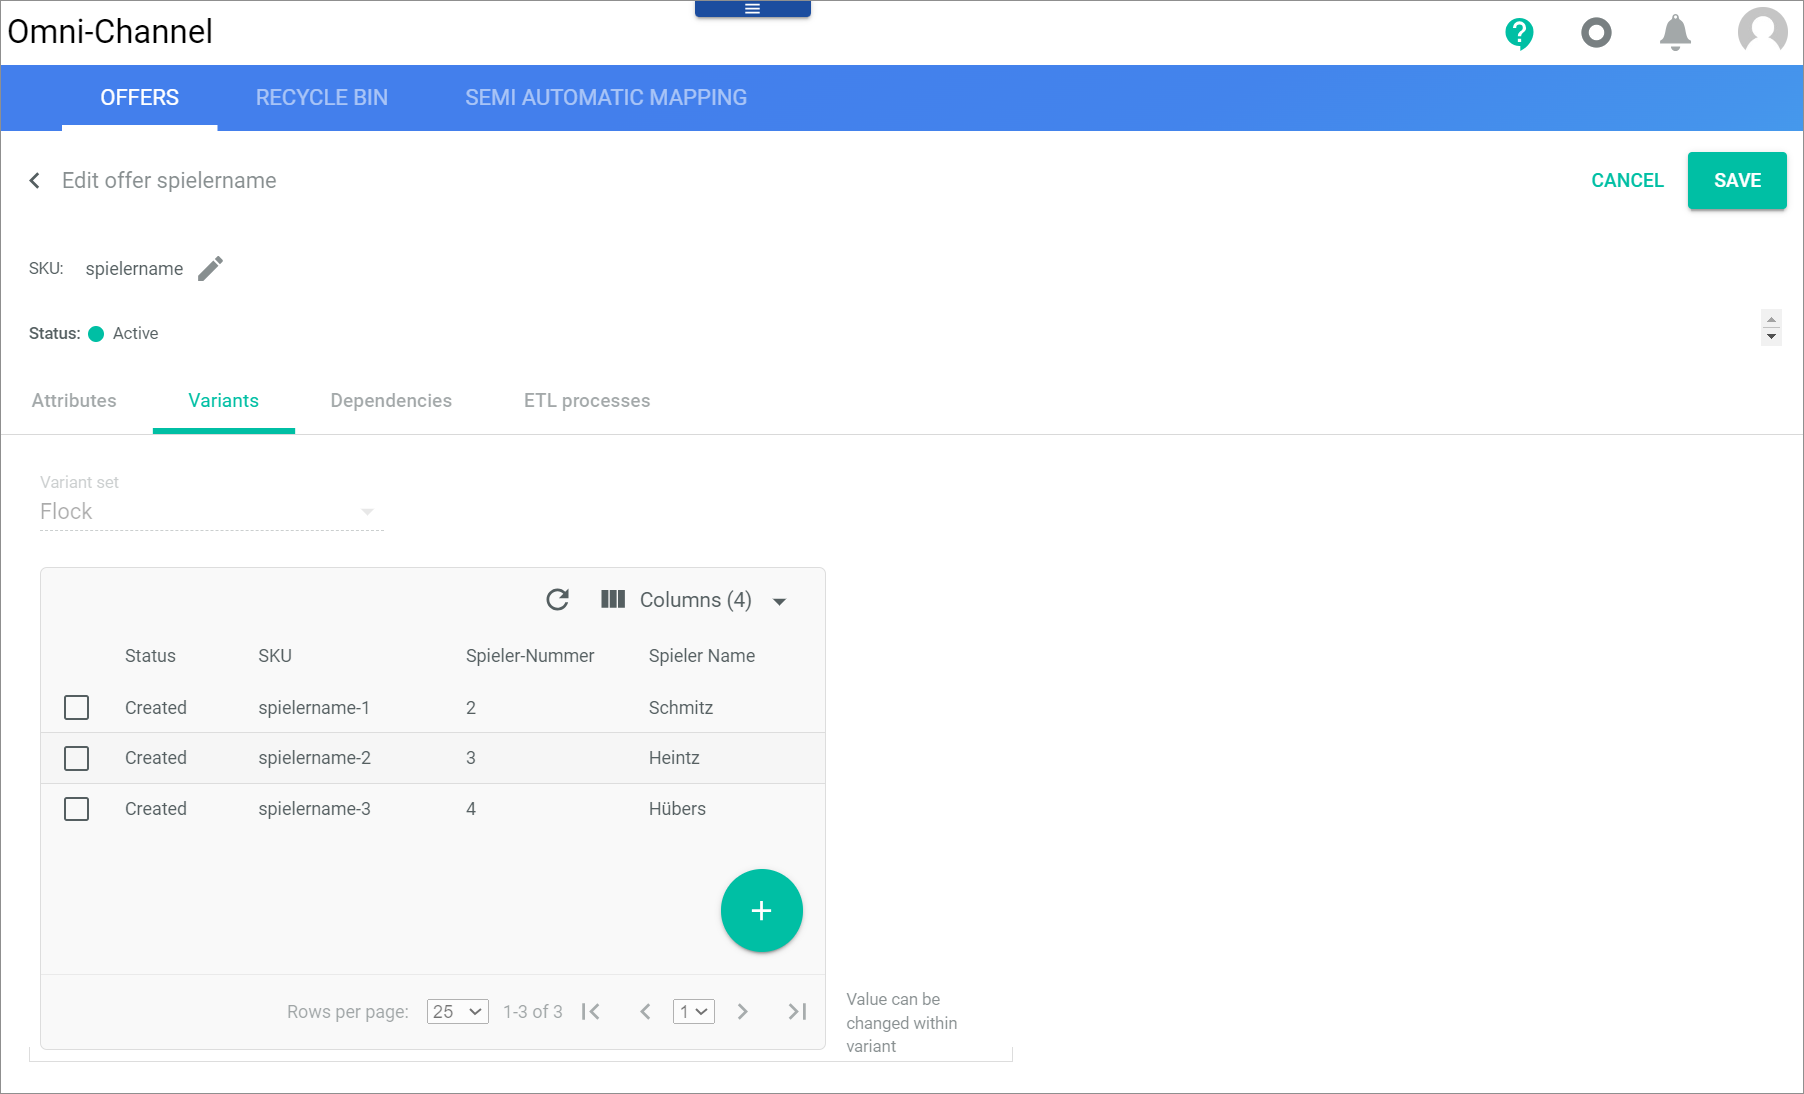 Omni-Channel
OFFERS RECYCLE BIN SEMI AUTOMATIC MAPPING
Edit offer spielername CANCEL SAVE
SKU: spielername
Status: Active
Attributes Variants Dependencies ETL processes
Variant set
Flock
Columns (4)
Status SKU Spieler-Nummer Spieler Name
Created spielername-1 2 Schmitz
Created spielername-2 3 Heintz
Created spielername-3 4 Hübers
Rows per page: 25 1-3 of 3 1
Value can be
changed within
variant